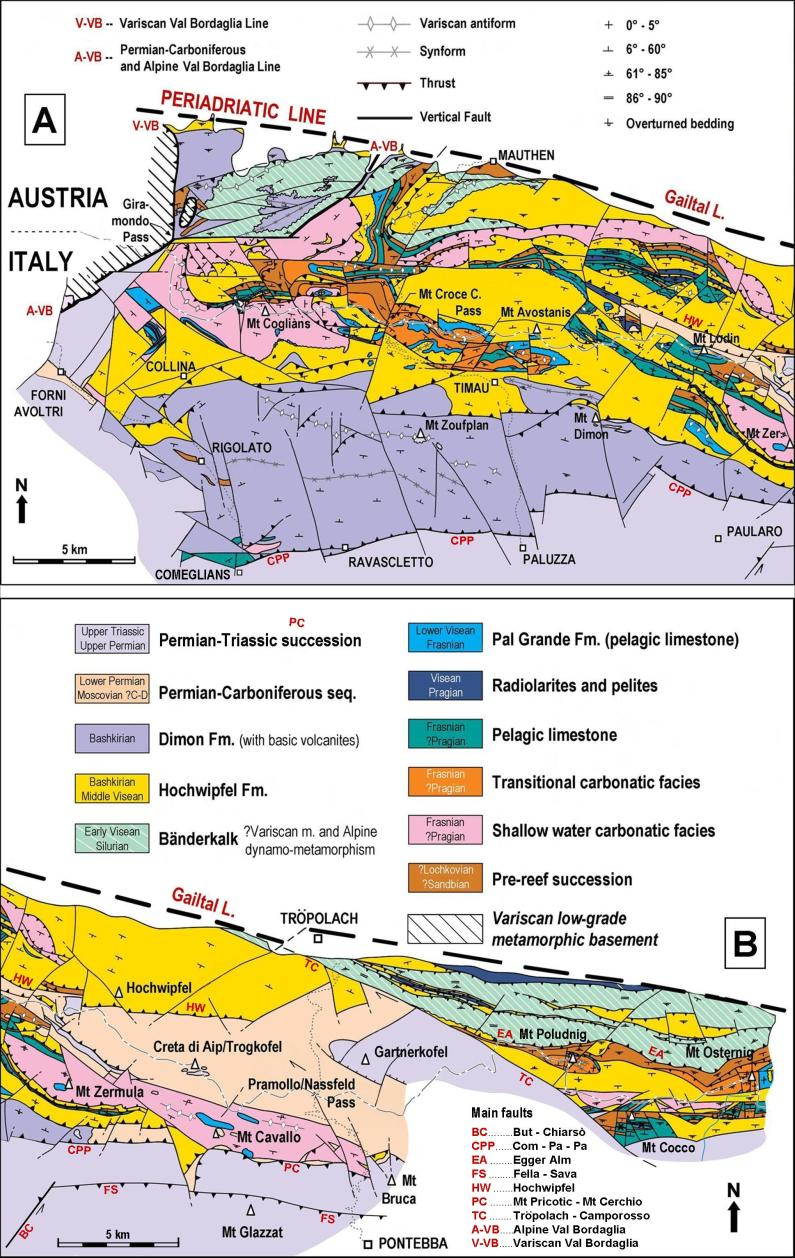 V-VB -- Variscan Val Bordaglia Line
A-VB -- Permian-Carboniferous
and Alpine Val Bordaglia Line
Variscan antiform
Synform
Thrust
Vertical Fault
0° - 5°
6° - 60°
61° - 85°
86° - 90°
Overturned bedding
A
PERIADRIATIC LINE
V-VB
A-VB
MAUTHEN
AUSTRIA
Gira-
mondo
Pass
Gailtal L.
ITALY
A-VB
Mt Croce C.
Pass
Mt Avostanis
HW
Mt Coglians
Mt Lodin
COLLINA
TIMAU
FORNI
AVOLTRI
Mt Zoufplan
Mt
Dimon
Mt Zer.
RIGOLATO
N
CPP
5 km
PAULARO
CPP
CPP
RAVASCLETTO
PALUZZA
COMEGLIANS
PC
Upper Triassic
Upper Permian
Permian-Triassic succession
Lower Permian
Moscovian ?C-D
Permian-Carboniferous seq.
Bashkirian
Dimon Fm. (with basic volcanites)
Bashkirian
Middle Visean
Hochwipfel Fm.
Early Visean
Silurian
Bänderkalk
?Variscan m. and Alpine
dynamo-metamorphism
Lower Visean
Frasnian
Pal Grande Fm. (pelagic limestone)
Visean
Pragian
Radiolarites and pelites
Frasnian
?Pragian
Pelagic limestone
Frasnian
?Pragian
Transitional carbonatic facies
Frasnian
?Pragian
Shallow water carbonatic facies
?Lochkovian
?Sandbian
Pre-reef succession
Variscan low-grade
metamorphic basement
B
Gailtal L.
TRÖPOLACH
TC
HW
Hochwipfel
HW
EA
Mt Poludnig
EA
Mt Osternig
Creta di Aip/Trogkofel
Gartnerkofel
TC
Mt Zermula
Pramollo/Nassfeld
Pass
Mt Cavallo
Mt Cocco
CPP
PC
Mt
Bruca
FS
FS
BC
Mt Glazzat
5 km
PONTEBBA
N
Main faults
BC ........ But - Chiarsò
CPP ...... Com - Pa - Pa
EA ........ Egger Alm
FS ........ Fella - Sava
HW ...... Hochwipfel
PC ........ Mt Pricotic - Mt Cerchio
TC ........ Tröpolach - Camporosso
A-VB ..... Alpine Val Bordaglia
V-VB ..... Variscan Val Bordaglia